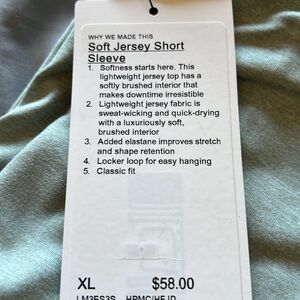 WHY WE MADE THIS
Soft Jersey Short
Sleeve
1. Softness starts here. This
lightweight jersey top has a
softly brushed interior that
makes downtime irresistible
2. Lightweight jersey fabric is
sweat-wicking and quick-drying
with a luxuriously soft,
brushed interior
3. Added elastane improves stretch
and shape retention
4. Locker loop for easy hanging
5. Classic fit
XL $58.00
LM3ES3S HPMC/HEID